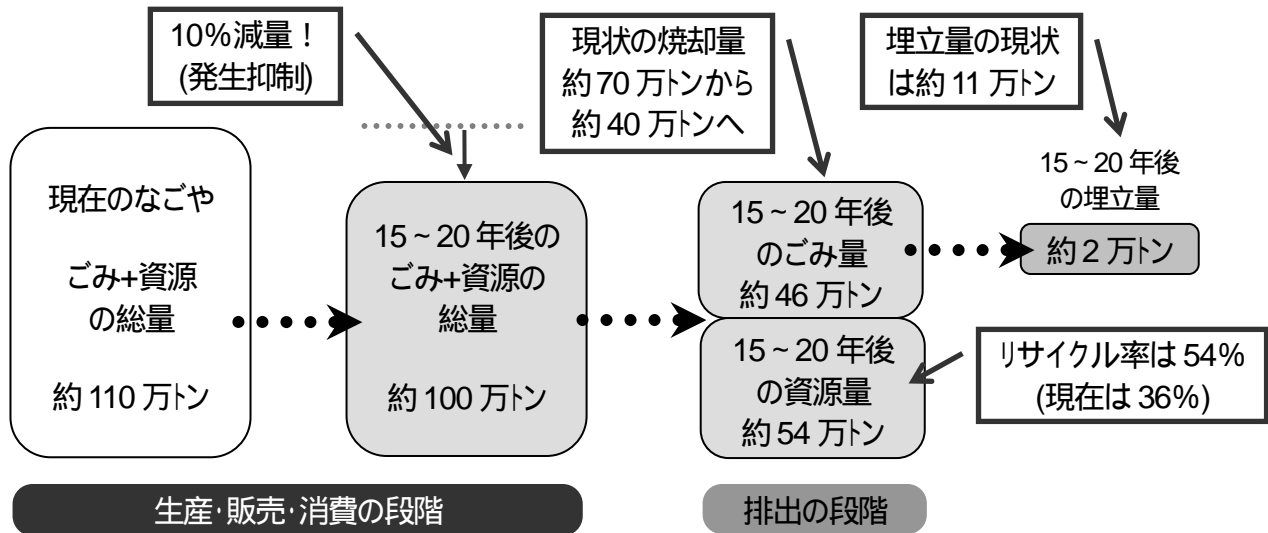 10%減量！
(発生抑制)
現状の焼却量
約70万トンから
約40万トンへ
埋立量の現状
は約11万トン
現在のなごや
ごみ+資源
の総量
約110万トン
15～20年後の
ごみ+資源の
総量
約100万トン
15～20年後
のごみ量
約46万トン
15～20年後
の資源量
約54万トン
15～20年後
の埋立量
約2万トン
リサイクル率は54%
(現在は36%)
生産･販売･消費の段階
排出の段階